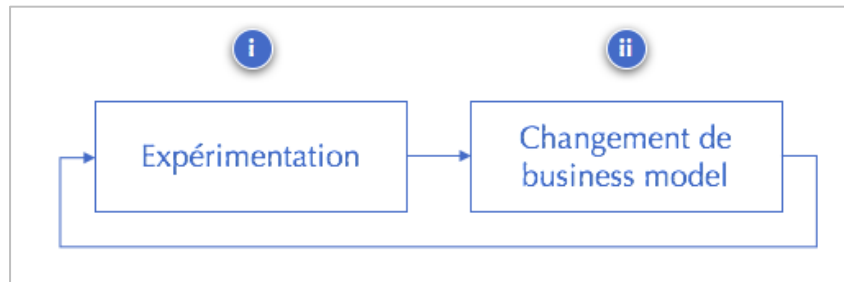 i
ii
Expérimentation
Changement de
business model